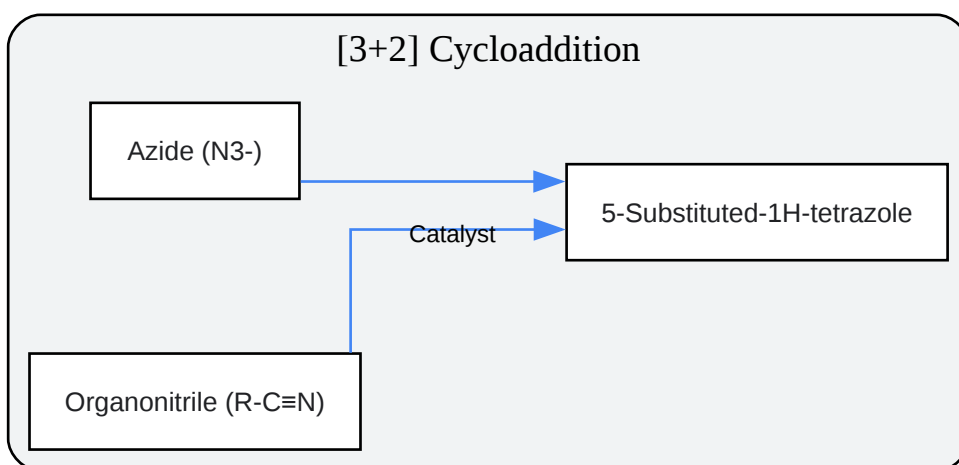 [3+2] Cycloaddition
Azide (N3-)
5-Substituted-1H-tetrazole
Catalyst
Organonitrile (R-C≡N)